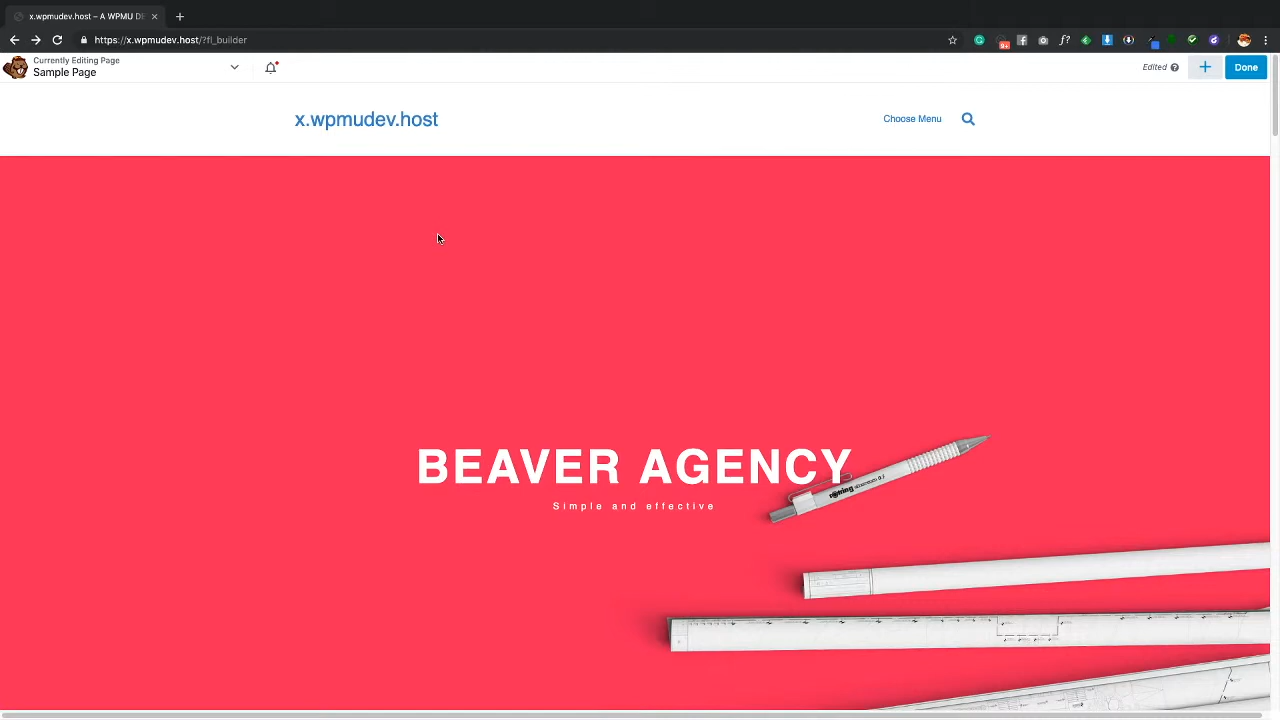 x.wpmudev.host – A WPMU DE
https://x.wpmudev.host/?fl_builder
Currently Editing Page
Sample Page
Edited
Done
x.wpmudev.host
Choose Menu
BEAVER AGENCY
Simple and effective
rotring